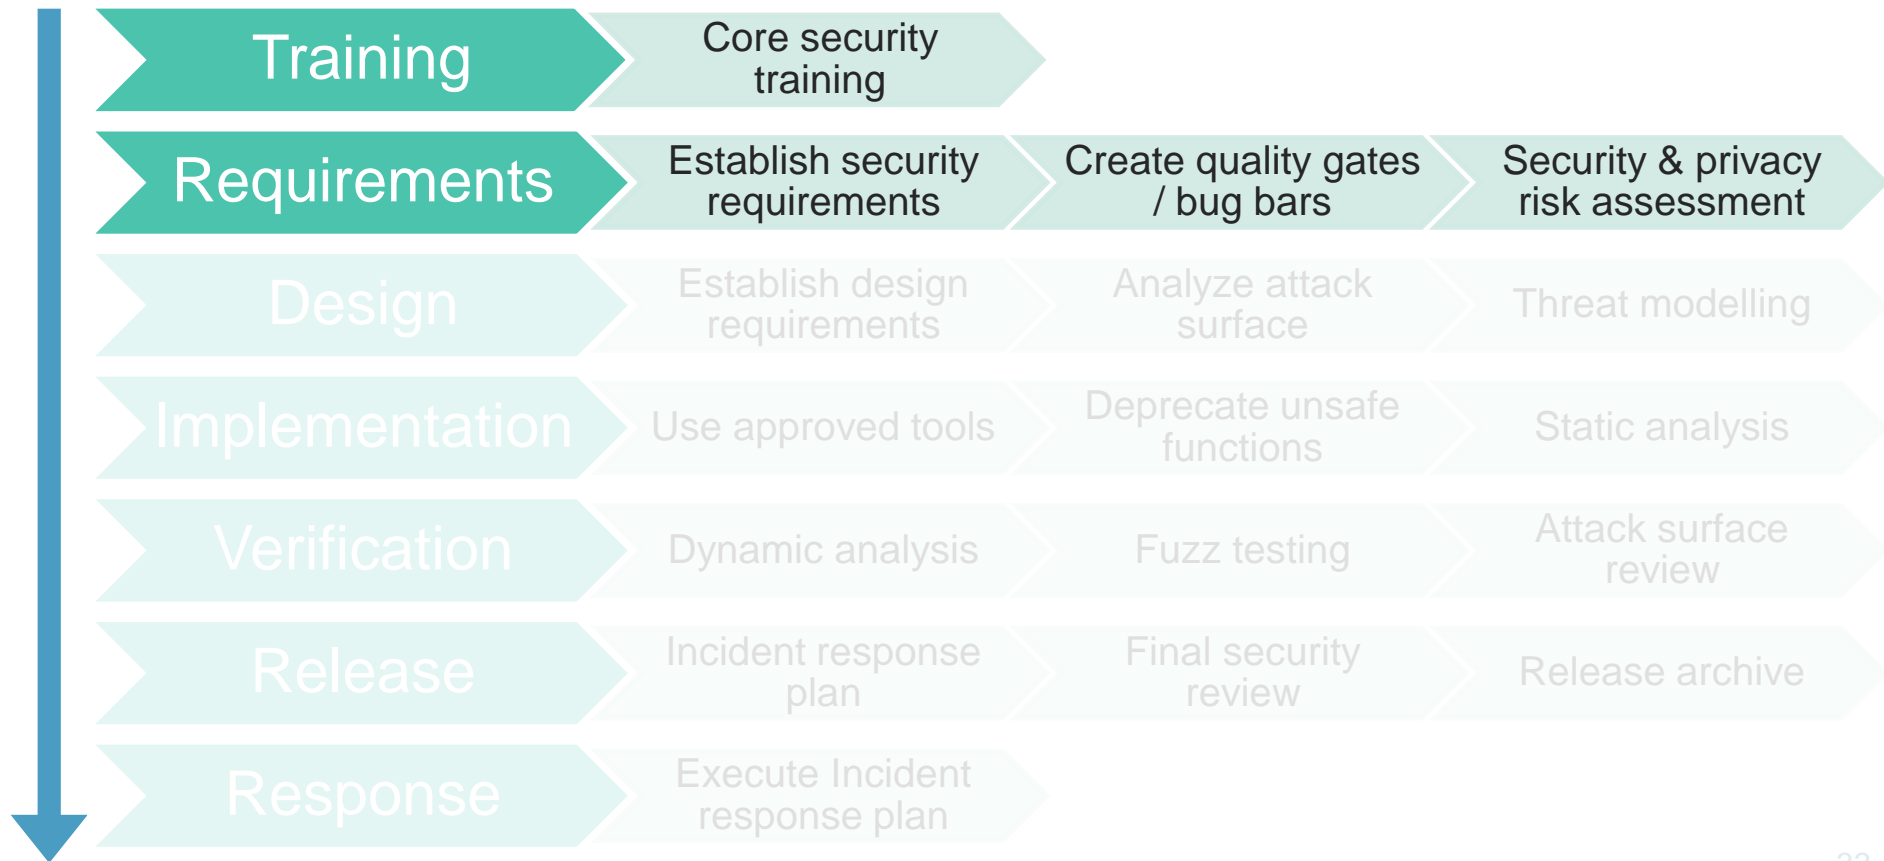 Training
Core security
training
Requirements
Establish security
requirements
Create quality gates
/ bug bars
Security & privacy
risk assessment
Design
Establish design
requirements
Analyze attack
surface
Threat modelling
Implementation
Use approved tools
Deprecate unsafe
functions
Static analysis
Verification
Dynamic analysis
Fuzz testing
Attack surface
review
Release
Incident response
plan
Final security
review
Release archive
Response
Execute Incident
response plan